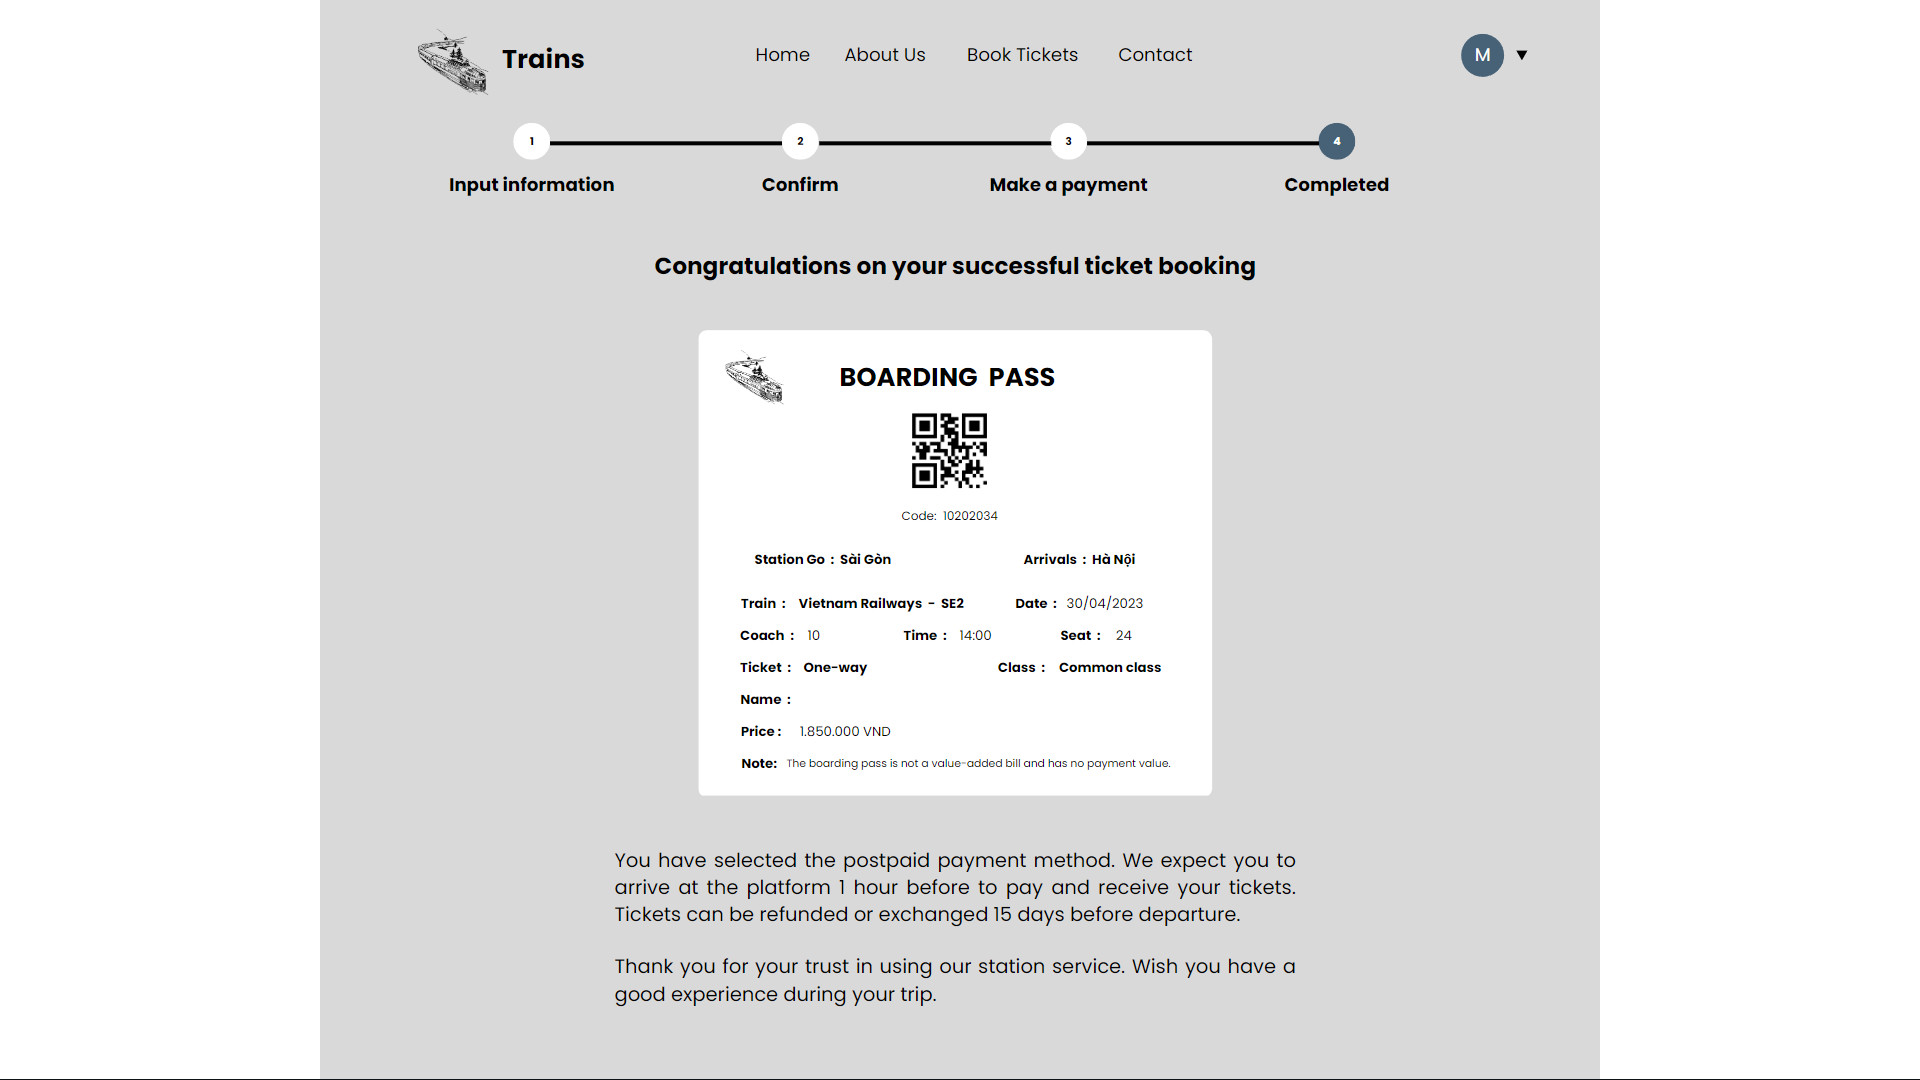 Trains
Home About Us Book Tickets Contact
M ▼
1 2 3 4
Input information Confirm Make a payment Completed
Congratulations on your successful ticket booking
BOARDING PASS
Code: 10202034
Station Go : Sài Gòn Arrivals : Hà Nội
Train : Vietnam Railways - SE2 Date : 30/04/2023
Coach : 10 Time : 14:00 Seat : 24
Ticket : One-way Class : Common class
Name :
Price : 1.850.000 VND
Note: The boarding pass is not a value-added bill and has no payment value.
You have selected the postpaid payment method. We expect you to
arrive at the platform 1 hour before to pay and receive your tickets.
Tickets can be refunded or exchanged 15 days before departure.
Thank you for your trust in using our station service. Wish you have a
good experience during your trip.